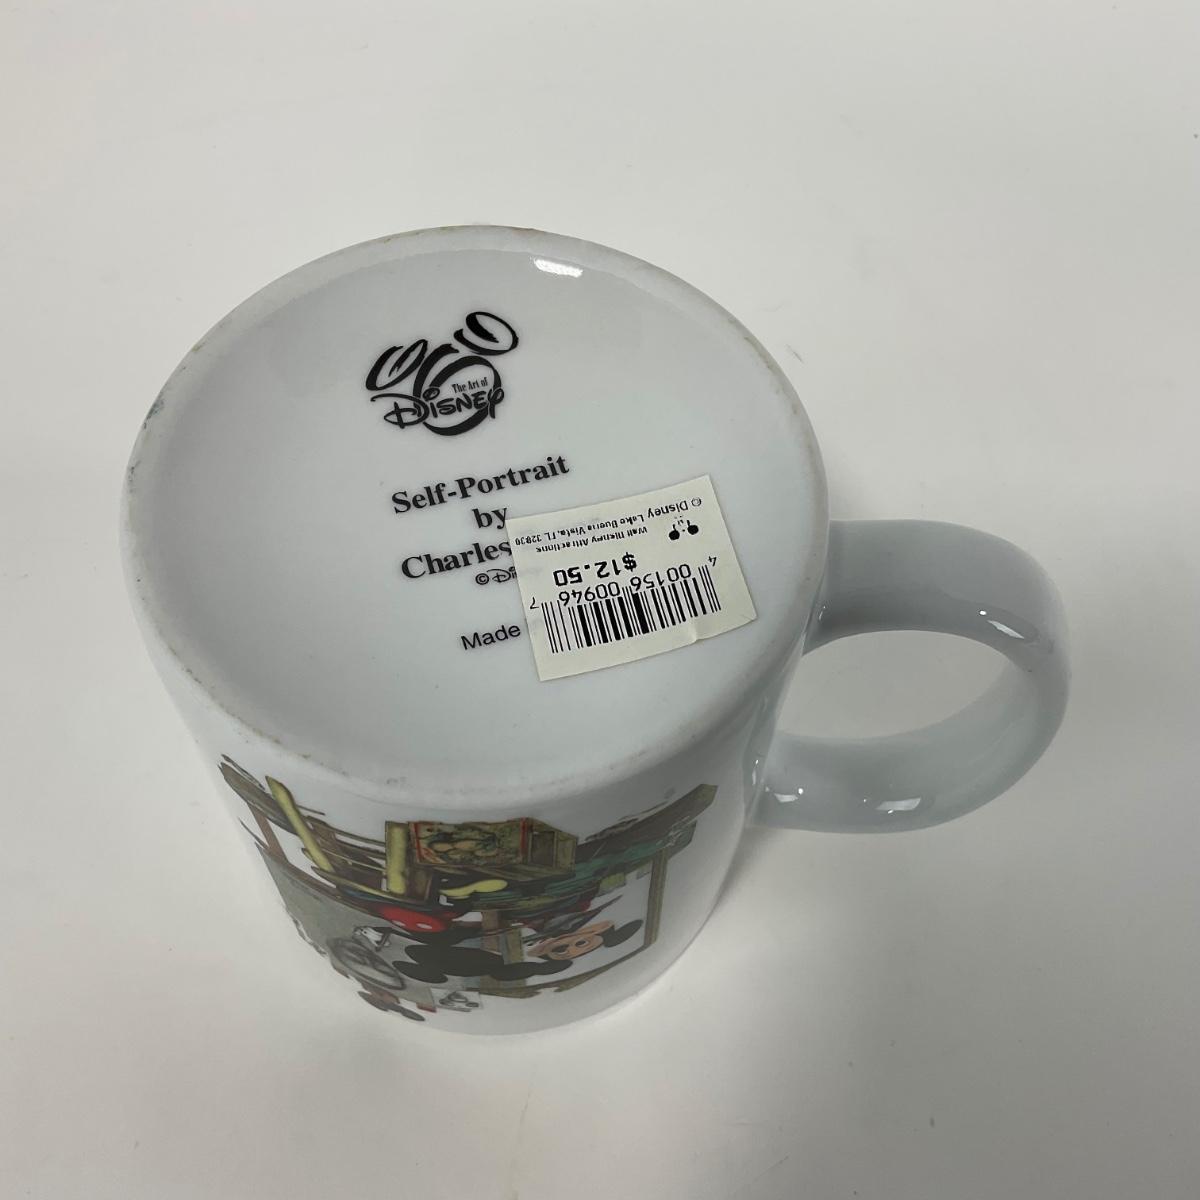 The Art of
Disney
Self-Portrait
by
Charles
© Di
Made
© Disney Lake Buena Vista, FL 32830
Walt Disney Attractions
$12.50
4 00156 00946 7